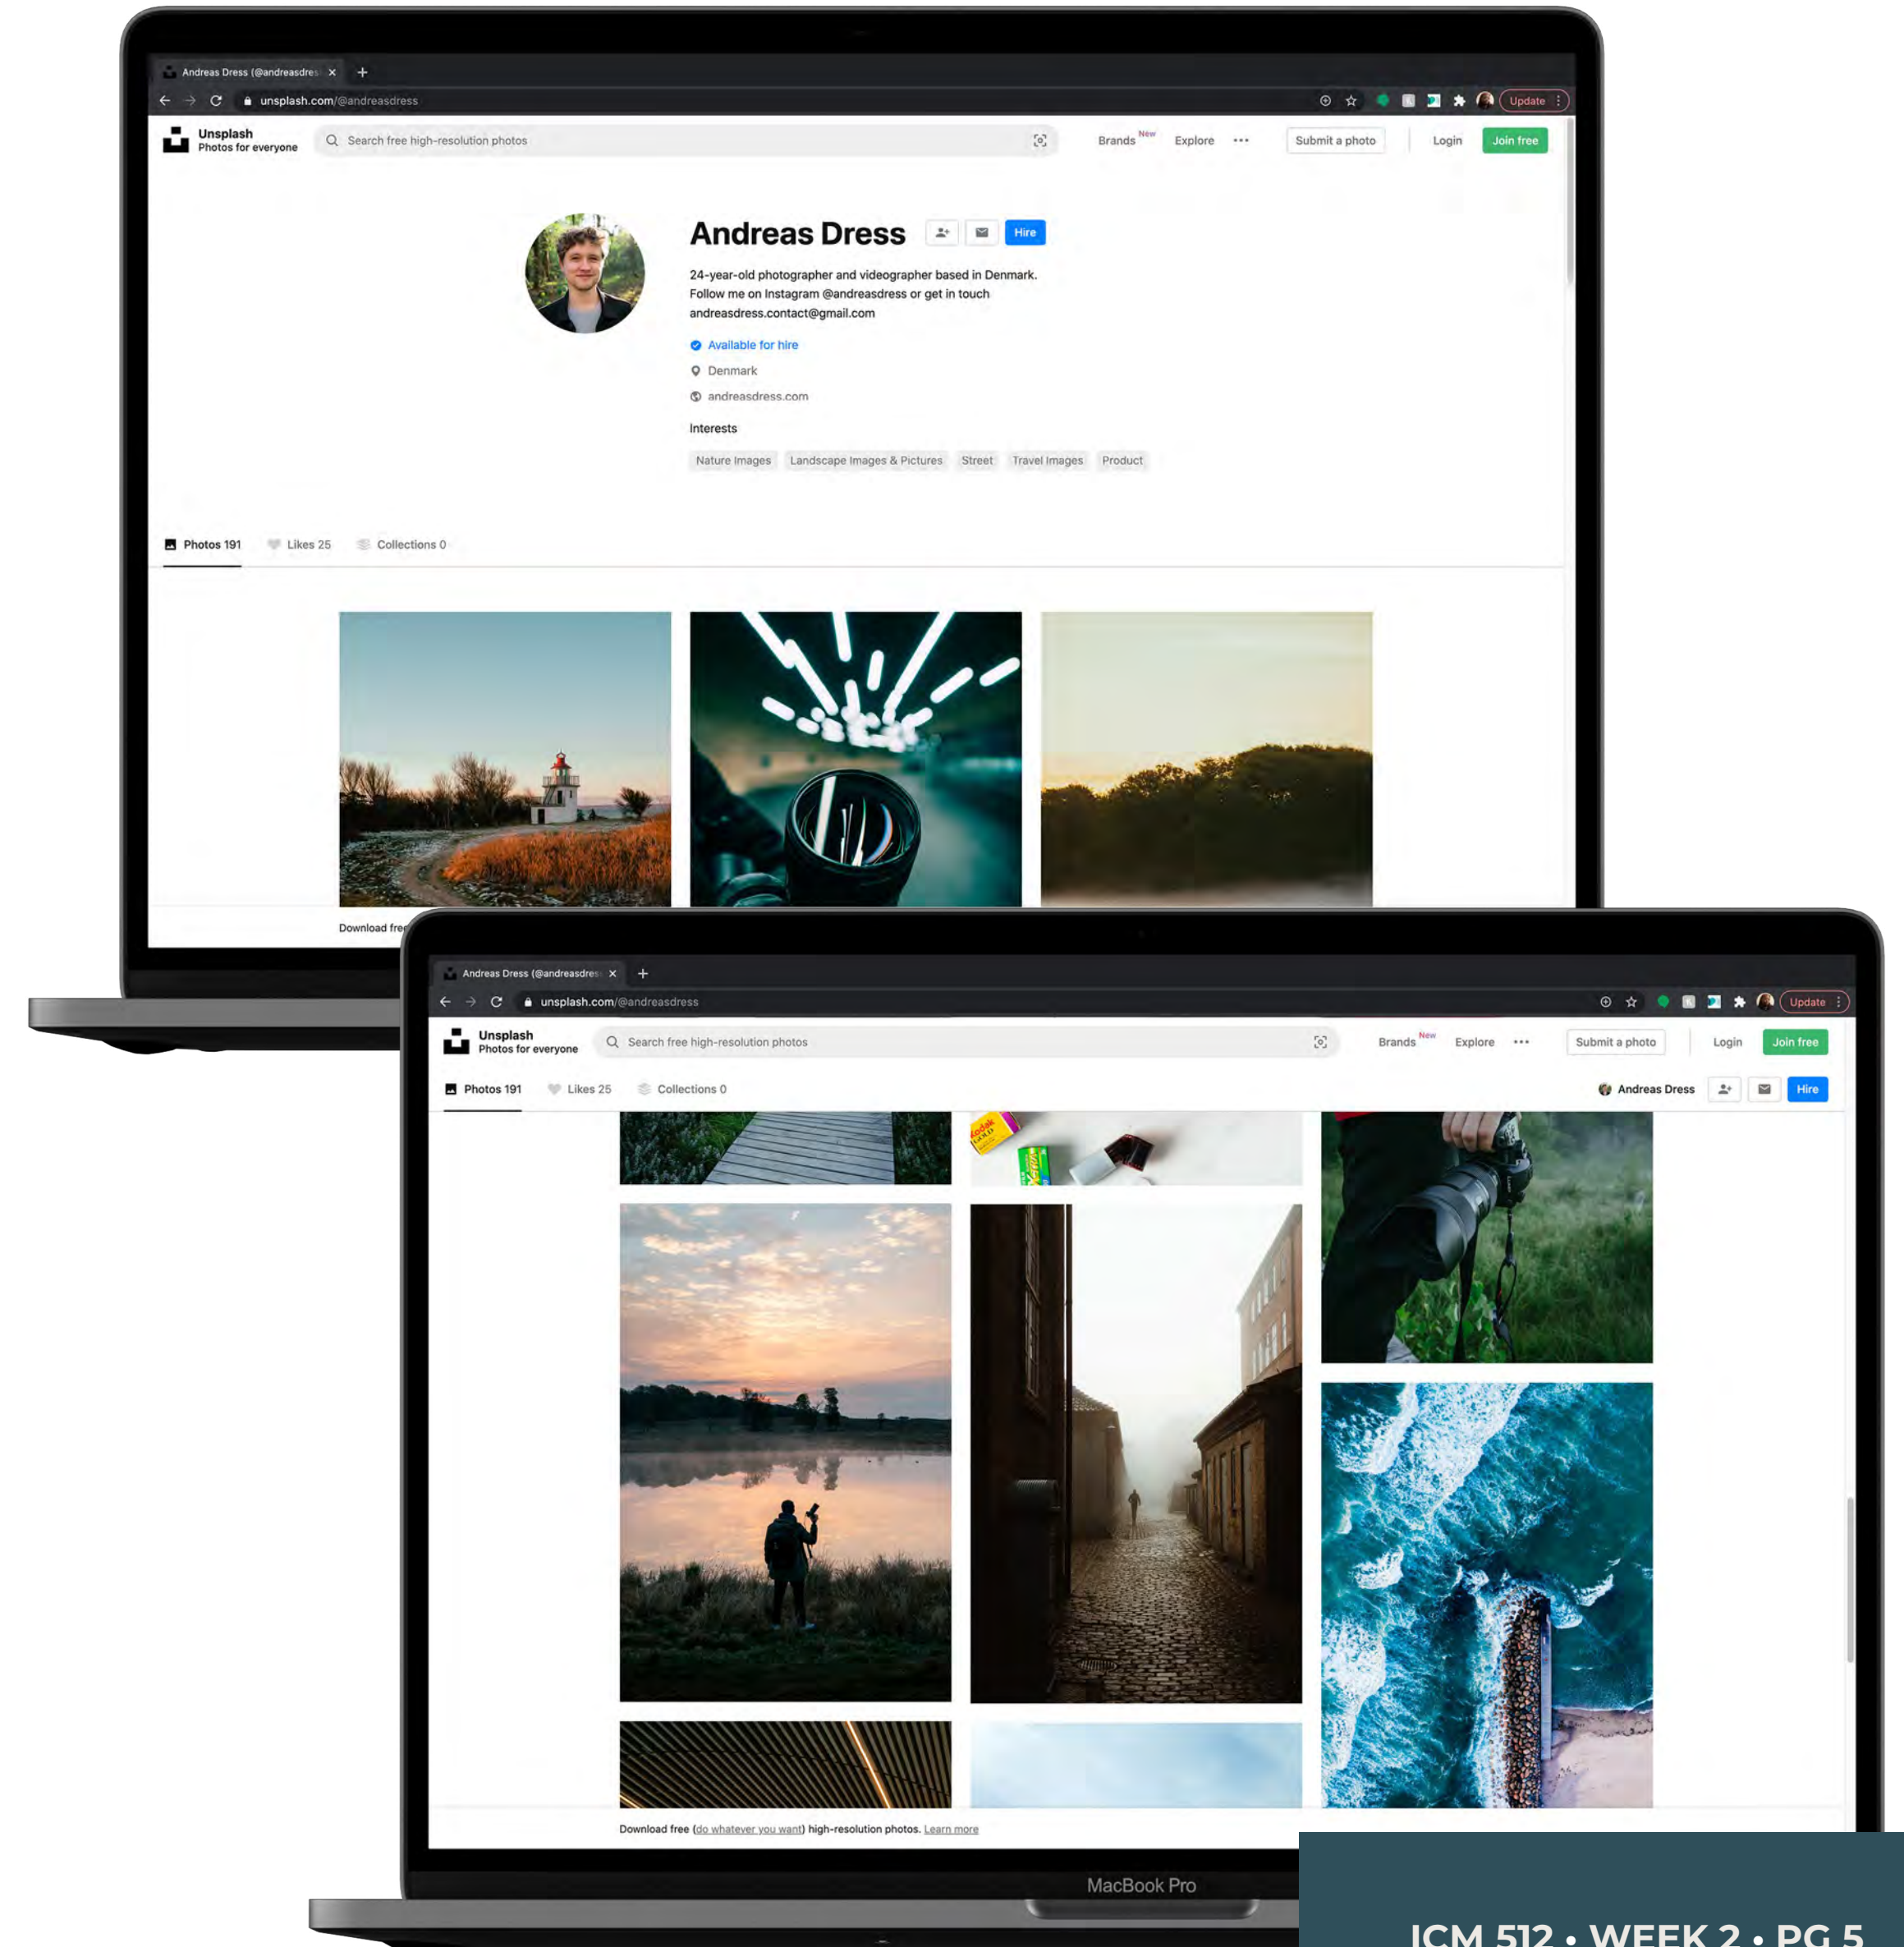 Andreas Dress (@andreasdres
unsplash.com/@andreasdress
Update
Unsplash
Photos for everyone
Search free high-resolution photos
Brands New
Explore
Submit a photo
Login
Join free
Andreas Dress
Hire
24-year-old photographer and videographer based in Denmark.
Follow me on Instagram @andreasdress or get in touch
andreasdress.contact@gmail.com
Available for hire
Denmark
andreasdress.com
Interests
Nature Images
Landscape Images & Pictures
Street
Travel Images
Product
Photos 191
Likes 25
Collections 0
Download free
Andreas Dress (@andreasdres
unsplash.com/@andreasdress
Update
Unsplash
Photos for everyone
Search free high-resolution photos
Brands New
Explore
Submit a photo
Login
Join free
Photos 191
Likes 25
Collections 0
Andreas Dress
Hire
Kodak
GOLD
Download free (do whatever you want) high-resolution photos. Learn more
MacBook Pro
ICM 512 • WEEK 2 • PG 5